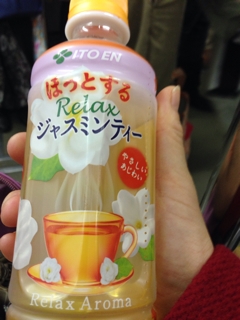 ITO EN
ほっとする
Relax
ジャスミンティー
やさしい
あじわい
Relax Aroma